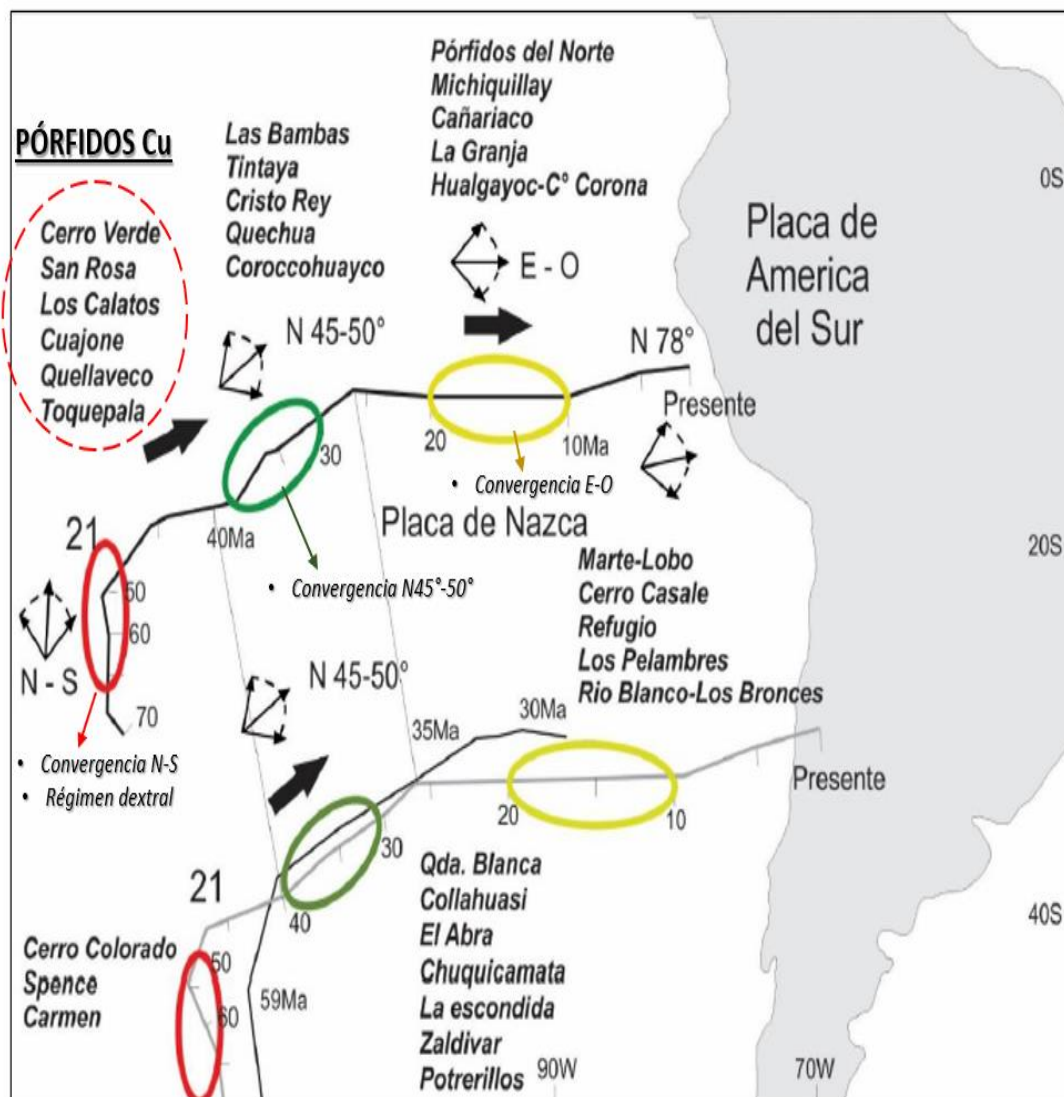 PÓRFIDOS Cu
Cerro Verde
San Rosa
Los Calatos
Cuajone
Quellaveco
Toquepala
Las Bambas
Tintaya
Cristo Rey
Quechua
Coroccohuayco
Pórfidos del Norte
Michiquillay
Cañariaco
La Granja
Hualgayoc-C° Corona
E - O
N 45-50°
N 78°
Presente
20
10Ma
30
40Ma
• Convergencia E-O
Placa de Nazca
• Convergencia N45°-50°
Placa de
America
del Sur
0S
20S
40S
21
50
60
70
N - S
• Convergencia N-S
• Régimen dextral
N 45-50°
Marte-Lobo
Cerro Casale
Refugio
Los Pelambres
Rio Blanco-Los Bronces
35Ma
30Ma
Presente
20
10
30
40
21
50
60
59Ma
Cerro Colorado
Spence
Carmen
Qda. Blanca
Collahuasi
El Abra
Chuquicamata
La escondida
Zaldivar
Potrerillos
90W
70W